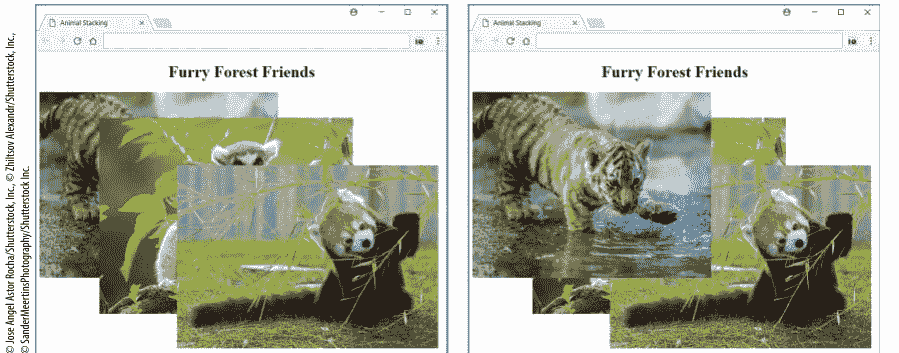 © Jose Angel Astor Rocha/Shutterstock, Inc., © Zhiltsov Alexandr/Shutterstock, Inc.,
© SanderMeertinsPhotography/Shutterstock Inc.
Animal Stacking
Furry Forest Friends
Animal Stacking
Furry Forest Friends